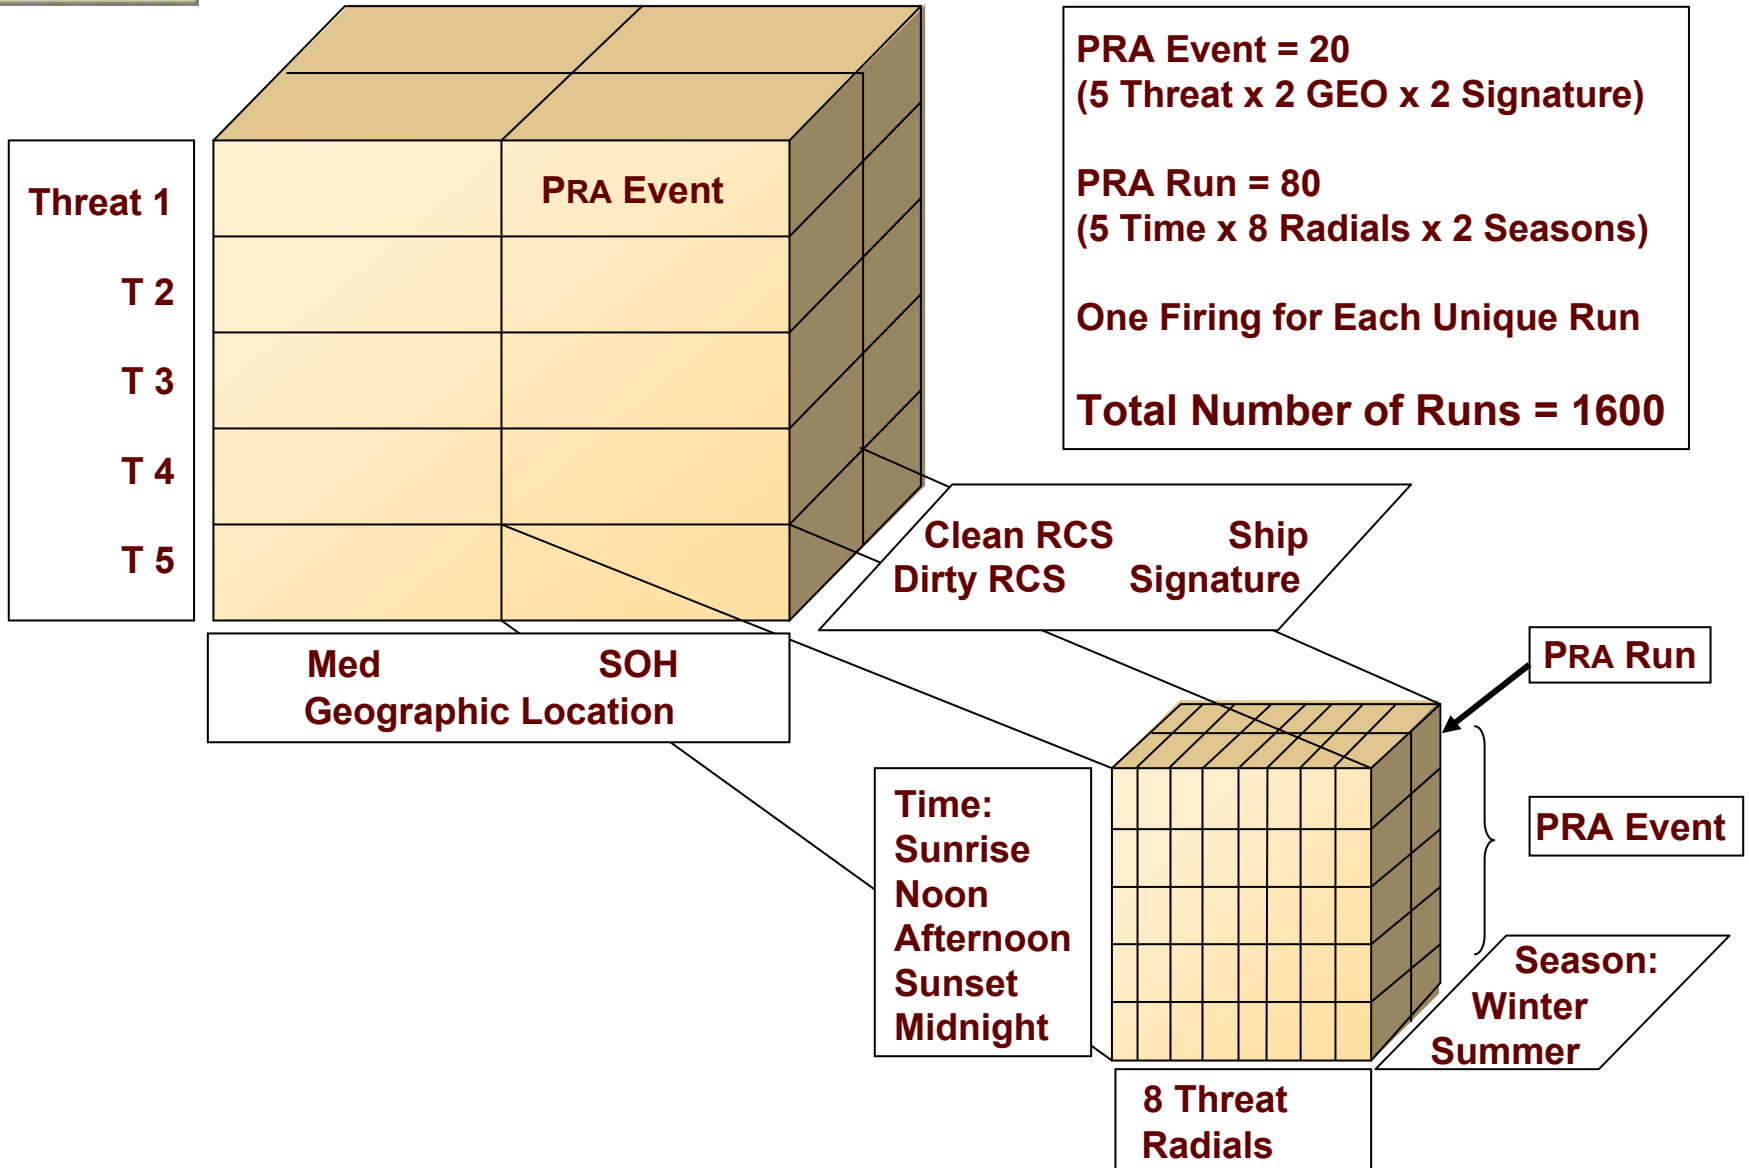 PRA Event = 20
(5 Threat x 2 GEO x 2 Signature)
PRA Run = 80
(5 Time x 8 Radials x 2 Seasons)
One Firing for Each Unique Run
Total Number of Runs = 1600
Threat 1
T 2
T 3
T 4
T 5
PRA Event
Clean RCS Ship
Dirty RCS Signature
Med SOH
Geographic Location
PRA Run
PRA Event
Time:
Sunrise
Noon
Afternoon
Sunset
Midnight
Season:
Winter
Summer
8 Threat
Radials